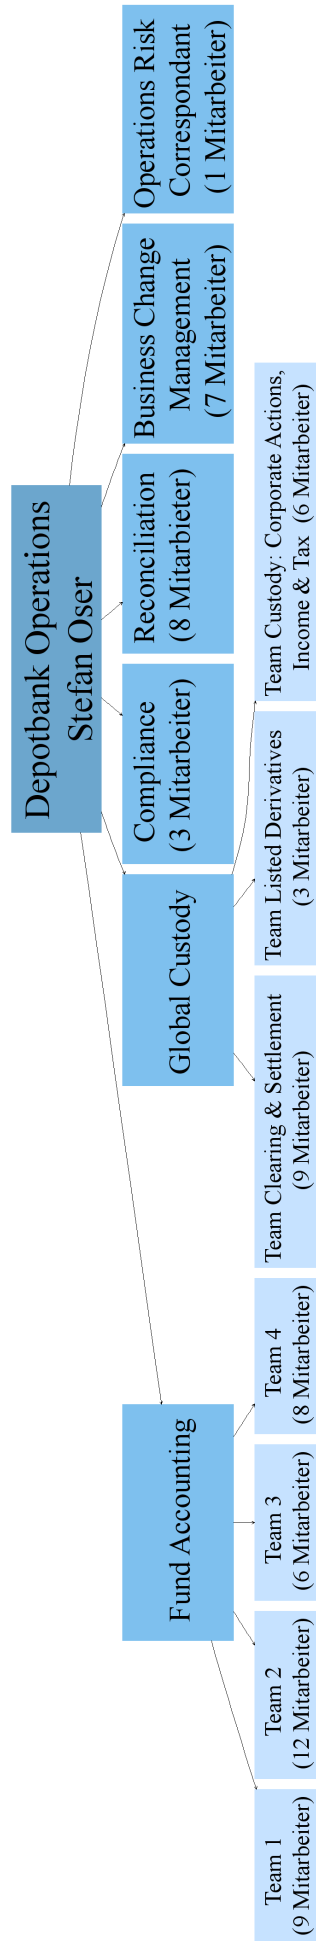 Depotbank Operations
Stefan Oser
Fund Accounting
Global Custody
Compliance
(3 Mitarbeiter)
Reconciliation
(8 Mitarbieter)
Business Change
Management
(7 Mitarbeiter)
Operations Risk
Correspondant
(1 Mitarbeiter)
Team 1
(9 Mitarbeiter)
Team 2
(12 Mitarbeiter)
Team 3
(6 Mitarbeiter)
Team 4
(8 Mitarbeiter)
Team Clearing & Settlement
(9 Mitarbeiter)
Team Listed Derivatives
(3 Mitarbeiter)
Team Custody: Corporate Actions,
Income & Tax (6 Mitarbeiter)